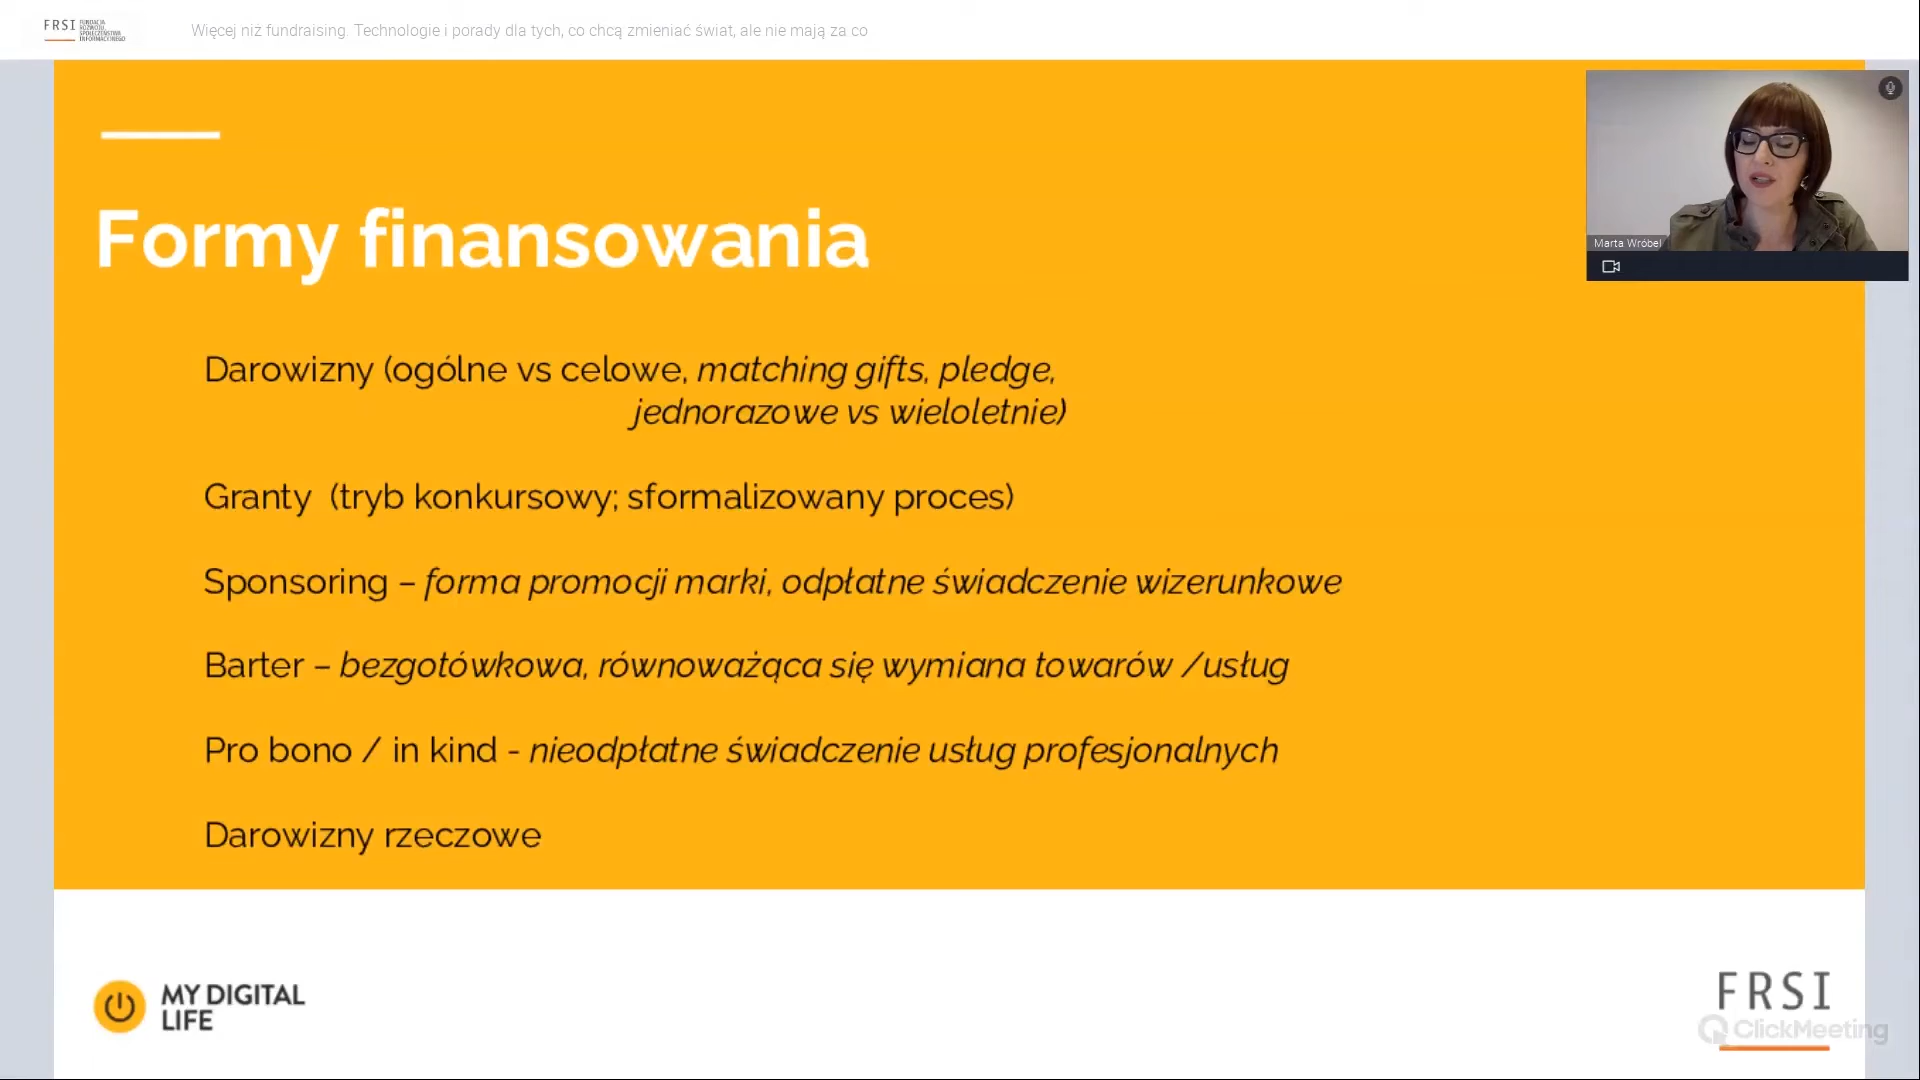 FRSI
FUNDACJA
ROZWOJU
SPOŁECZEŃSTWA
INFORMACYJNEGO
Więcej niż fundraising. Technologie i porady dla tych, co chcą zmieniać świat, ale nie mają za co
Marta Wróbel
Formy finansowania
Darowizny (ogólne vs celowe, matching gifts, pledge,
jednorazowe vs wieloletnie)
Granty (tryb konkursowy; sformalizowany proces)
Sponsoring – forma promocji marki, odpłatne świadczenie wizerunkowe
Barter – bezgotówkowa, równoważąca się wymiana towarów /usług
Pro bono / in kind - nieodpłatne świadczenie usług profesjonalnych
Darowizny rzeczowe
MY DIGITAL
LIFE
FRSI
ClickMeeting